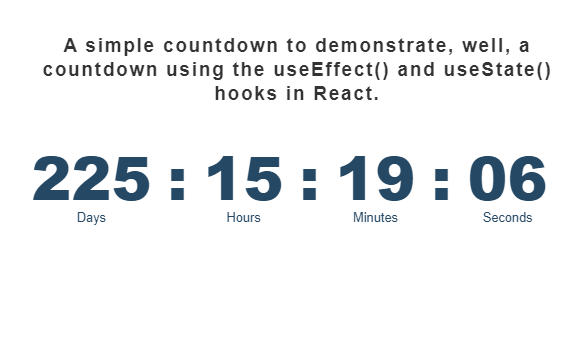 A simple countdown to demonstrate, well, a
countdown using the useEffect() and useState()
hooks in React.
225 : 15 : 19 : 06
Days Hours Minutes Seconds